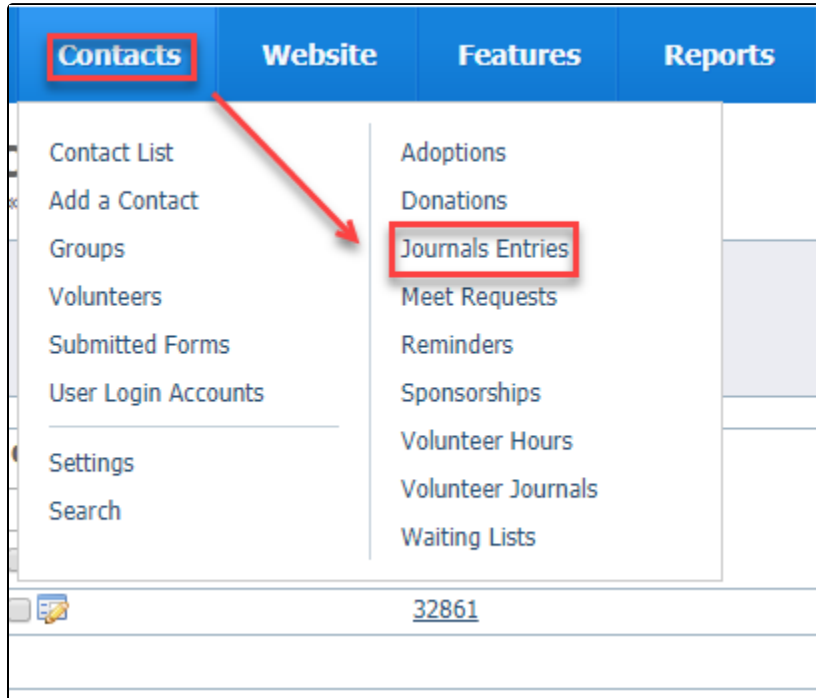 Contacts Website Features Reports
Contact List
Add a Contact
Groups
Volunteers
Submitted Forms
User Login Accounts
Settings
Search
Adoptions
Donations
Journals Entries
Meet Requests
Reminders
Sponsorships
Volunteer Hours
Volunteer Journals
Waiting Lists
32861